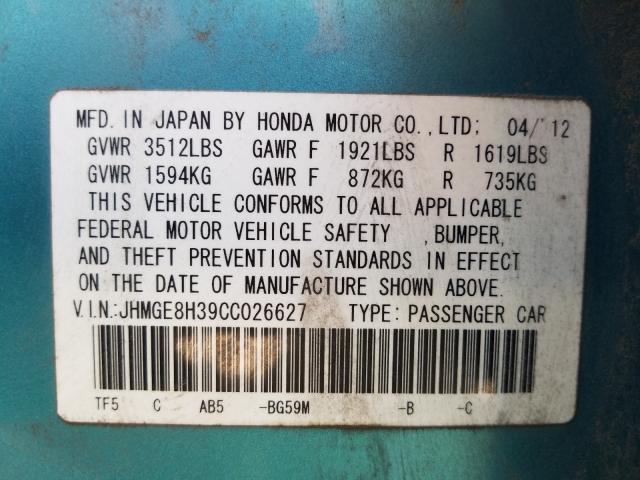 MFD. IN JAPAN BY HONDA MOTOR CO.,LTD; 04/'12
GVWR 3512LBS GAWR F 1921LBS R 1619LBS
GVWR 1594KG GAWR F 872KG R 735KG
THIS VEHICLE CONFORMS TO ALL APPLICABLE
FEDERAL MOTOR VEHICLE SAFETY ,BUMPER,
AND THEFT PREVENTION STANDARDS IN EFFECT
ON THE DATE OF MANUFACTURE SHOWN ABOVE.
V.I.N.:JHMGE8H39CC026627 TYPE: PASSENGER CAR
TF5 C AB5 -BG59M -B -C